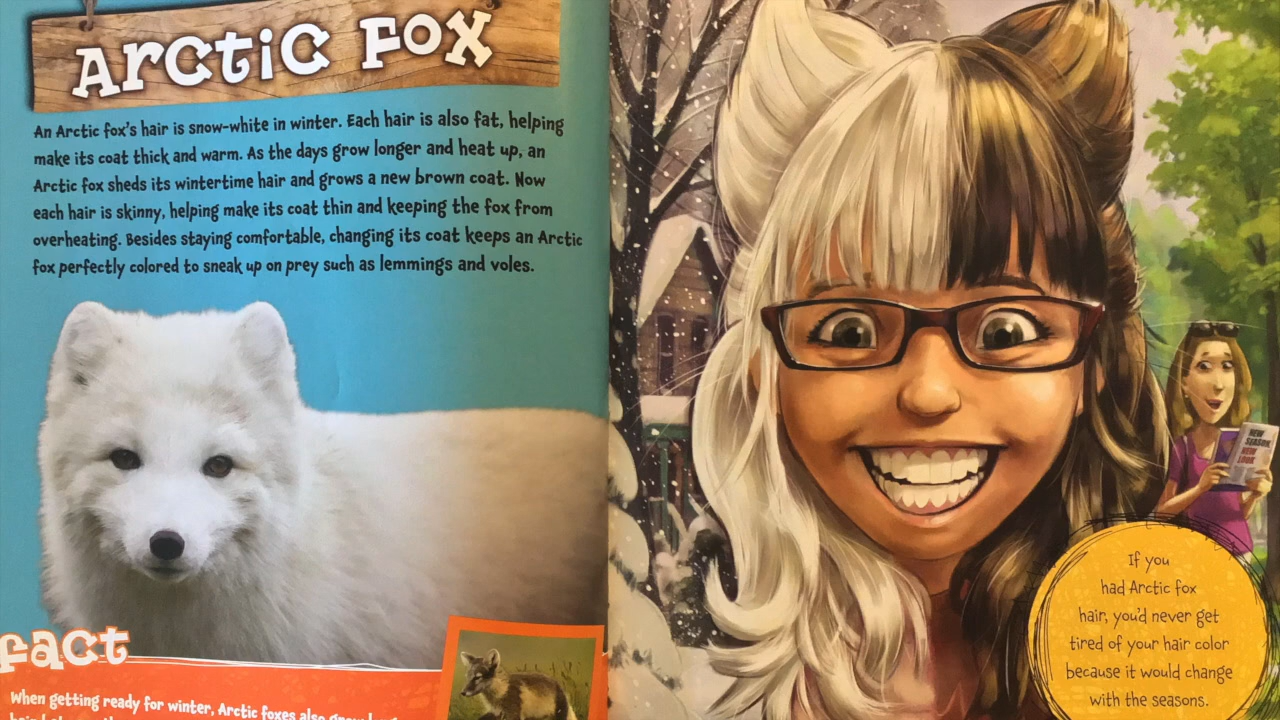 Arctic Fox
An Arctic fox's hair is snow-white in winter. Each hair is also fat, helping
make its coat thick and warm. As the days grow longer and heat up, an
Arctic fox sheds its wintertime hair and grows a new brown coat. Now
each hair is skinny, helping make its coat thin and keeping the fox from
overheating. Besides staying comfortable, changing its coat keeps an Arctic
fox perfectly colored to sneak up on prey such as lemmings and voles.
Fact
When getting ready for winter, Arctic foxes also grow
NEW
SEASON
NEW
LOOK
If you
had Arctic fox
hair, you'd never get
tired of your hair color
because it would change
with the seasons.